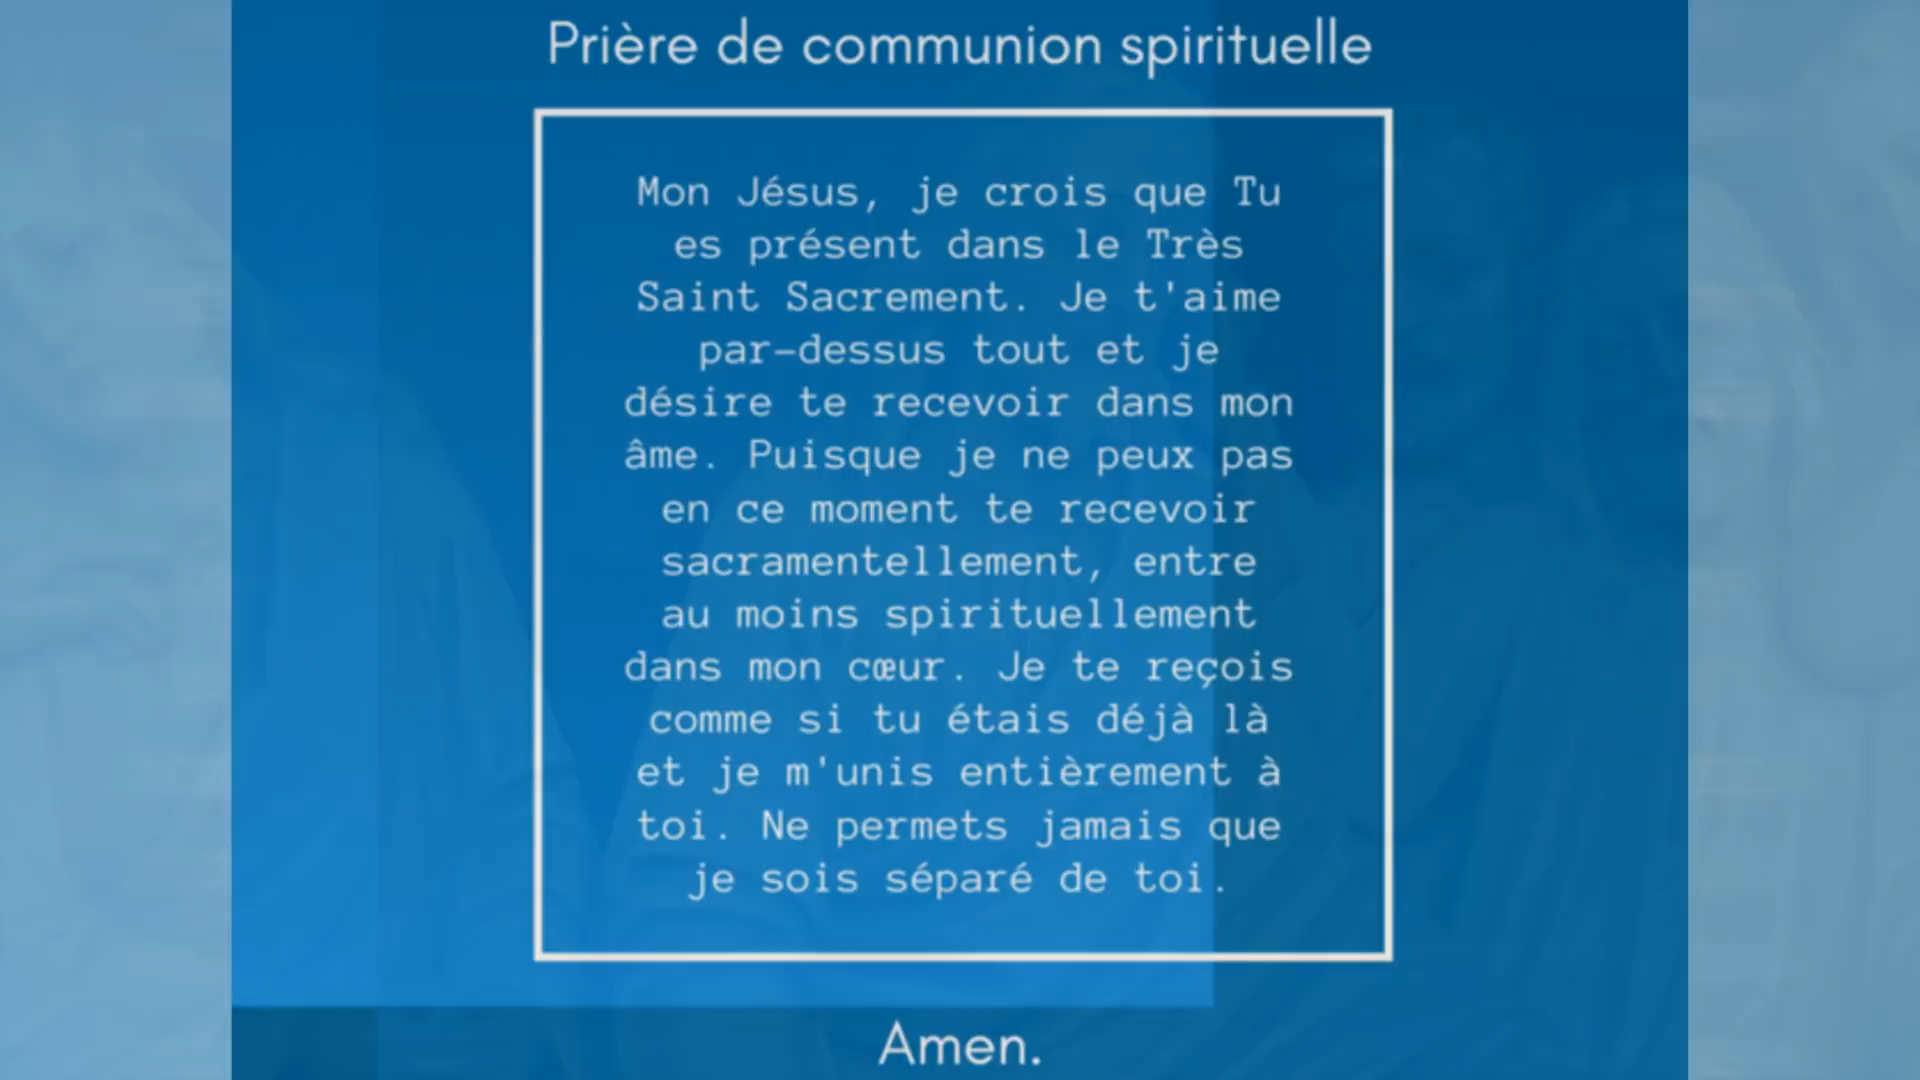 Prière de communion spirituelle
Mon Jésus, je crois que Tu
es présent dans le Très
Saint Sacrement. Je t'aime
par-dessus tout et je
désire te recevoir dans mon
âme. Puisque je ne peux pas
en ce moment te recevoir
sacramentellement, entre
au moins spirituellement
dans mon cœur. Je te reçois
comme si tu étais déjà là
et je m'unis entièrement à
toi. Ne permets jamais que
je sois séparé de toi.
Amen.